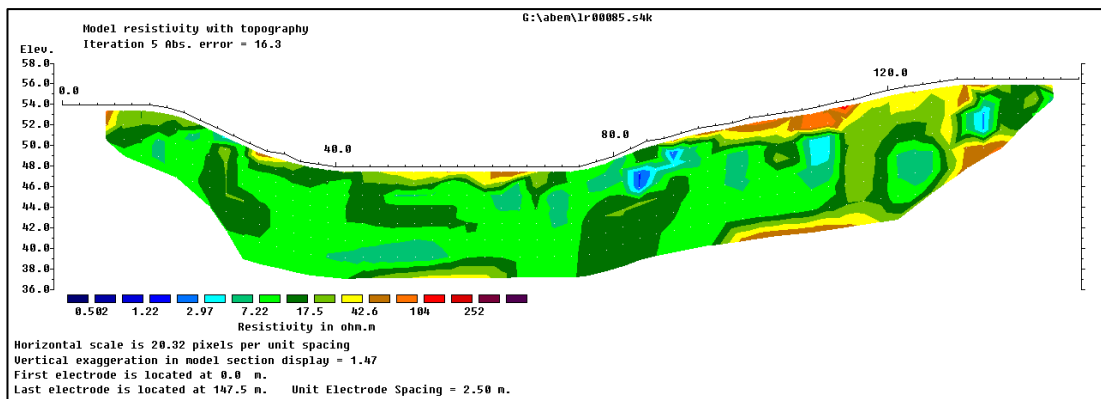 G:\abem\lr00085.s4k
Model resistivity with topography
Iteration 5 Abs. error = 16.3
Elev.
58.0
56.0
54.0
52.0
50.0
48.0
46.0
44.0
42.0
40.0
38.0
36.0
0.0
40.0
80.0
120.0
0.502 1.22 2.97 7.22 17.5 42.6 104 252
Resistivity in ohm.m
Horizontal scale is 20.32 pixels per unit spacing
Vertical exaggeration in model section display = 1.47
First electrode is located at 0.0 m.
Last electrode is located at 147.5 m. Unit Electrode Spacing = 2.50 m.